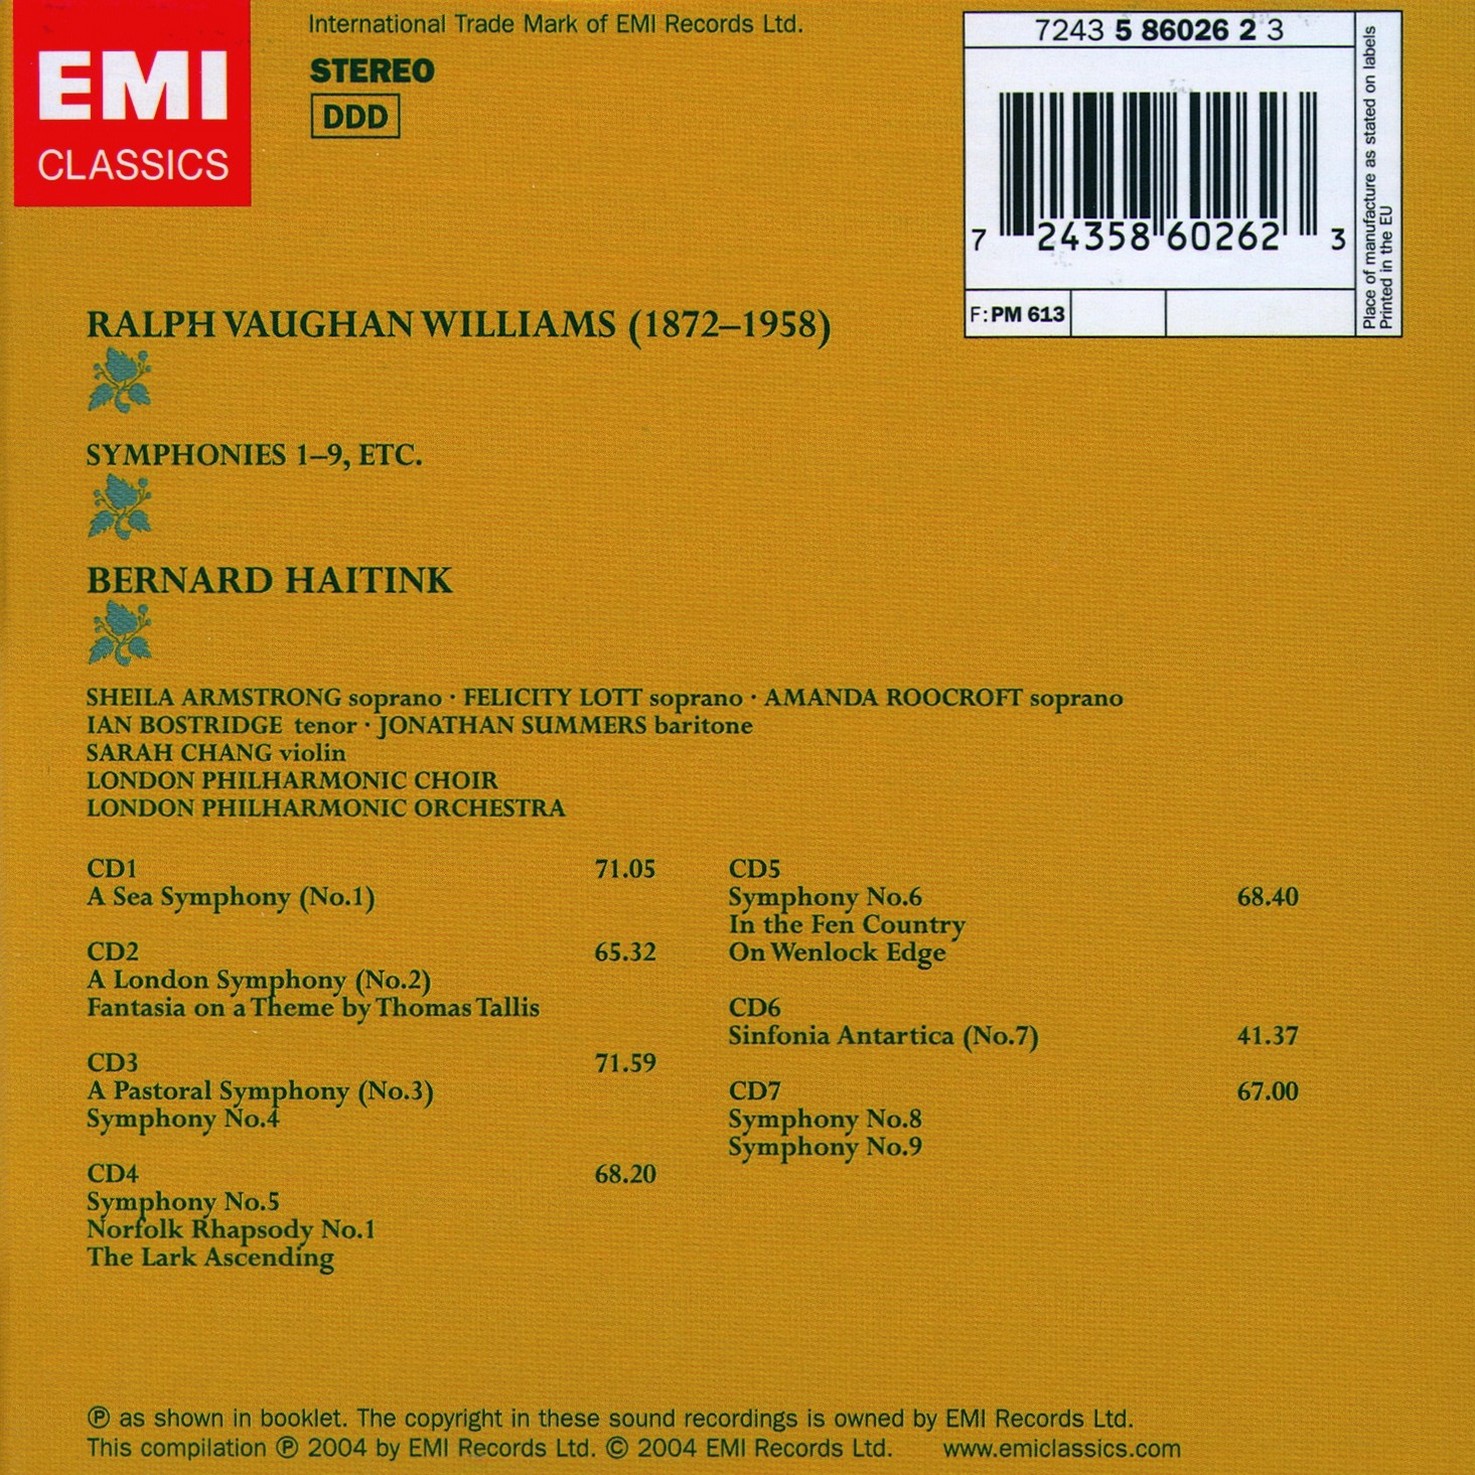 EMI
CLASSICS
International Trade Mark of EMI Records Ltd.
STEREO
DDD
7243 5 86026 2 3
7 24358 60262 3
F: PM 613
Place of manufacture as stated on labels
Printed in the EU
RALPH VAUGHAN WILLIAMS (1872–1958)
SYMPHONIES 1–9, ETC.
BERNARD HAITINK
SHEILA ARMSTRONG soprano · FELICITY LOTT soprano · AMANDA ROOCROFT soprano
IAN BOSTRIDGE tenor · JONATHAN SUMMERS baritone
SARAH CHANG violin
LONDON PHILHARMONIC CHOIR
LONDON PHILHARMONIC ORCHESTRA
CD1 71.05
A Sea Symphony (No.1)
CD2 65.32
A London Symphony (No.2)
Fantasia on a Theme by Thomas Tallis
CD3 71.59
A Pastoral Symphony (No.3)
Symphony No.4
CD4 68.20
Symphony No.5
Norfolk Rhapsody No.1
The Lark Ascending
CD5
Symphony No.6 68.40
In the Fen Country
On Wenlock Edge
CD6
Sinfonia Antartica (No.7) 41.37
CD7 67.00
Symphony No.8
Symphony No.9
℗ as shown in booklet. The copyright in these sound recordings is owned by EMI Records Ltd.
This compilation ℗ 2004 by EMI Records Ltd. © 2004 EMI Records Ltd. www.emiclassics.com